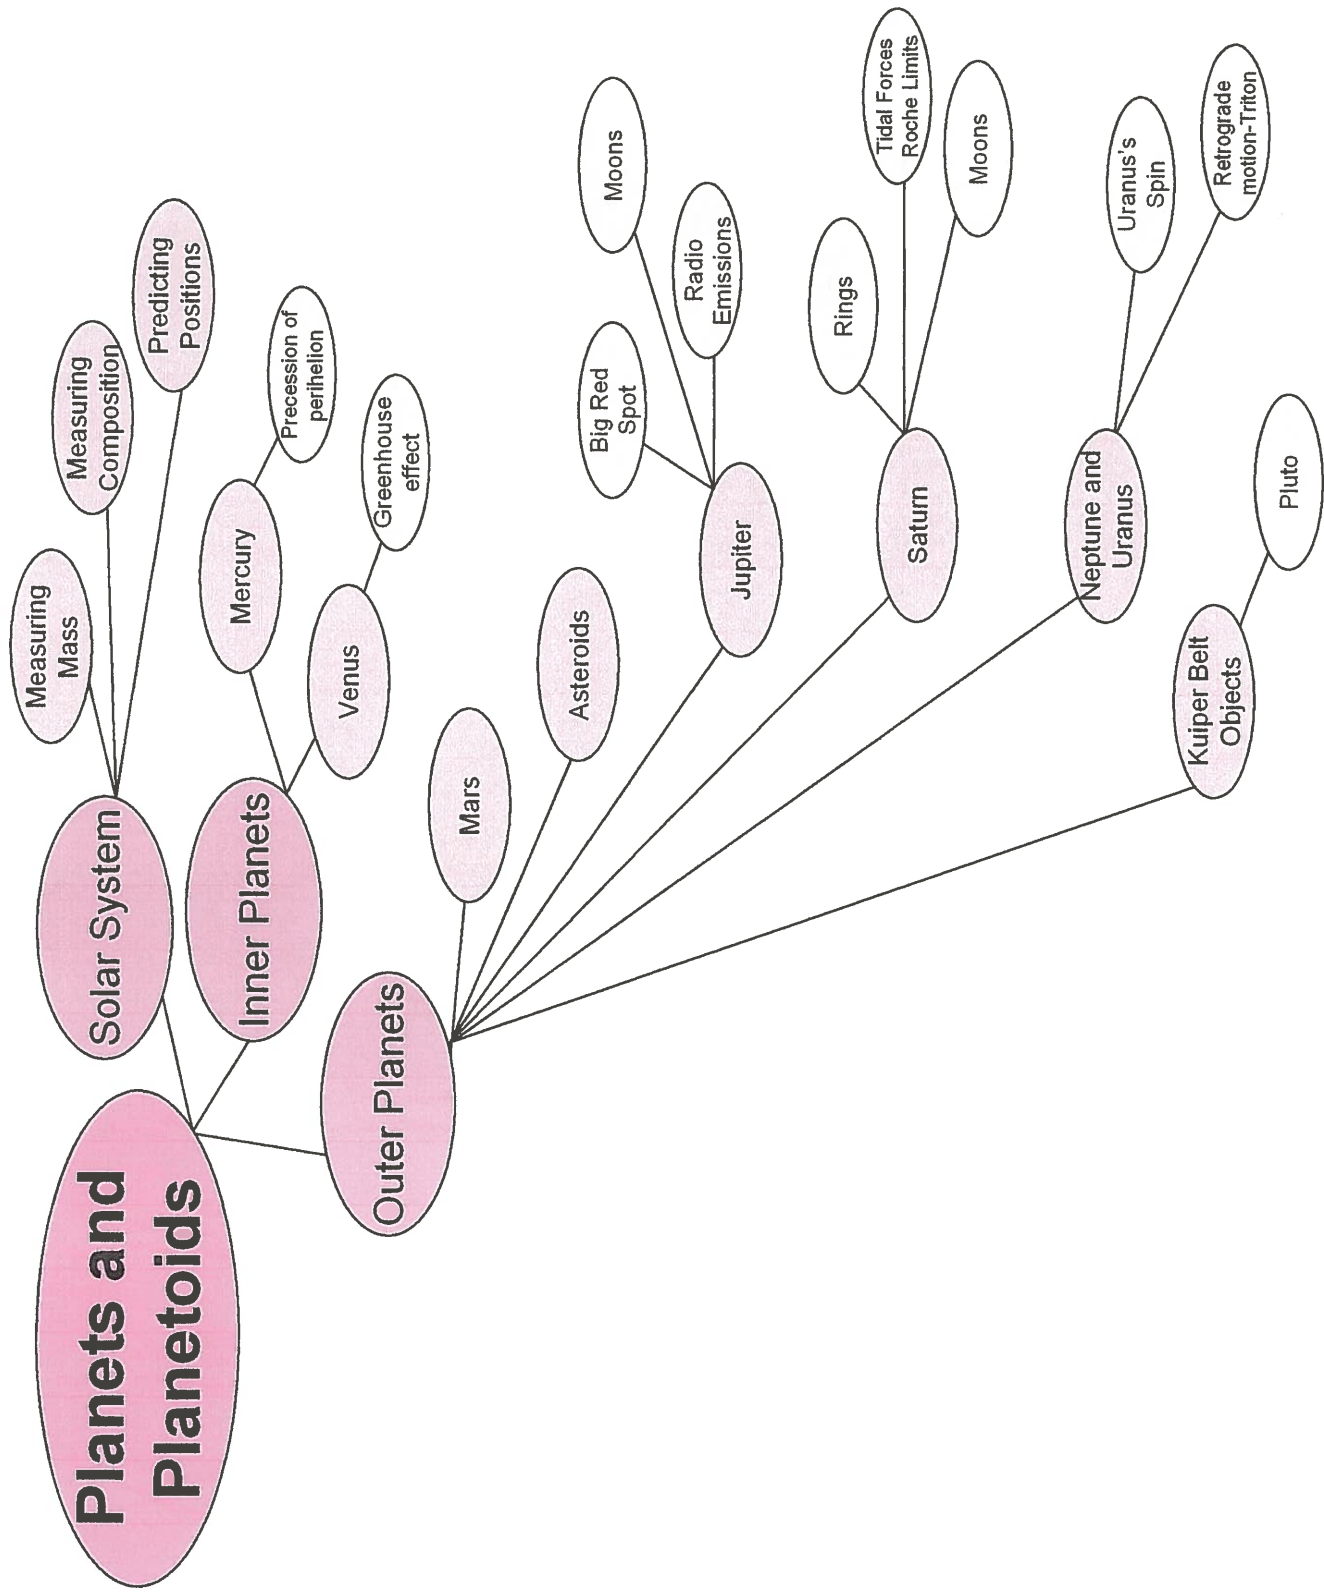 Planets and
Planetoids
Solar System
Measuring
Mass
Measuring
Composition
Predicting
Positions
Inner Planets
Mercury
Precession of
perihelion
Venus
Greenhouse
effect
Outer Planets
Mars
Asteroids
Jupiter
Big Red
Spot
Moons
Radio
Emissions
Saturn
Rings
Tidal Forces
Roche Limits
Moons
Neptune and
Uranus
Uranus's
Spin
Retrograde
motion-Triton
Kuiper Belt
Objects
Pluto